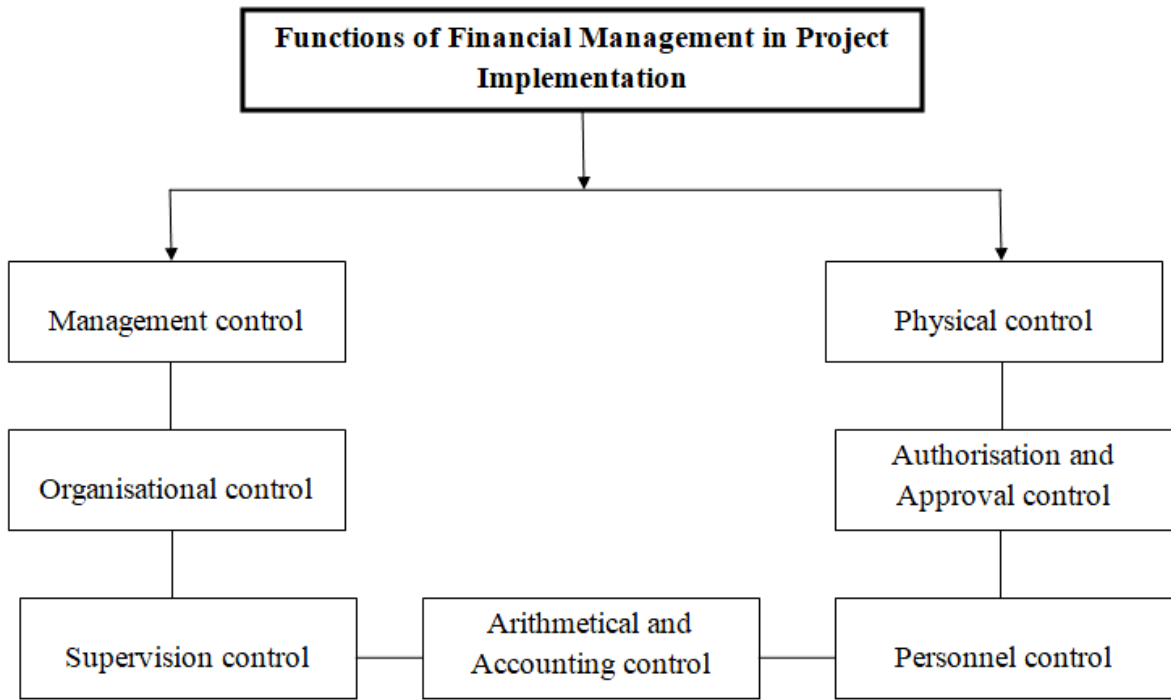 Functions of Financial Management in Project
Implementation
Management control
Physical control
Organisational control
Authorisation and
Approval control
Supervision control
Arithmetical and
Accounting control
Personnel control